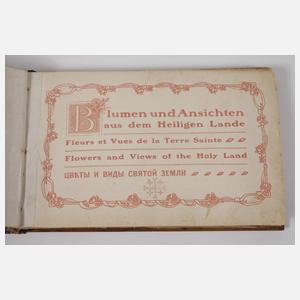 Blumen und Ansichten
aus dem Heiligen Lande
Fleurs et Vues de la Terre Sainte
Flowers and Views of the Holy Land
ЦВѢТЫ И ВИДЫ СВЯТОЙ ЗЕМЛИ